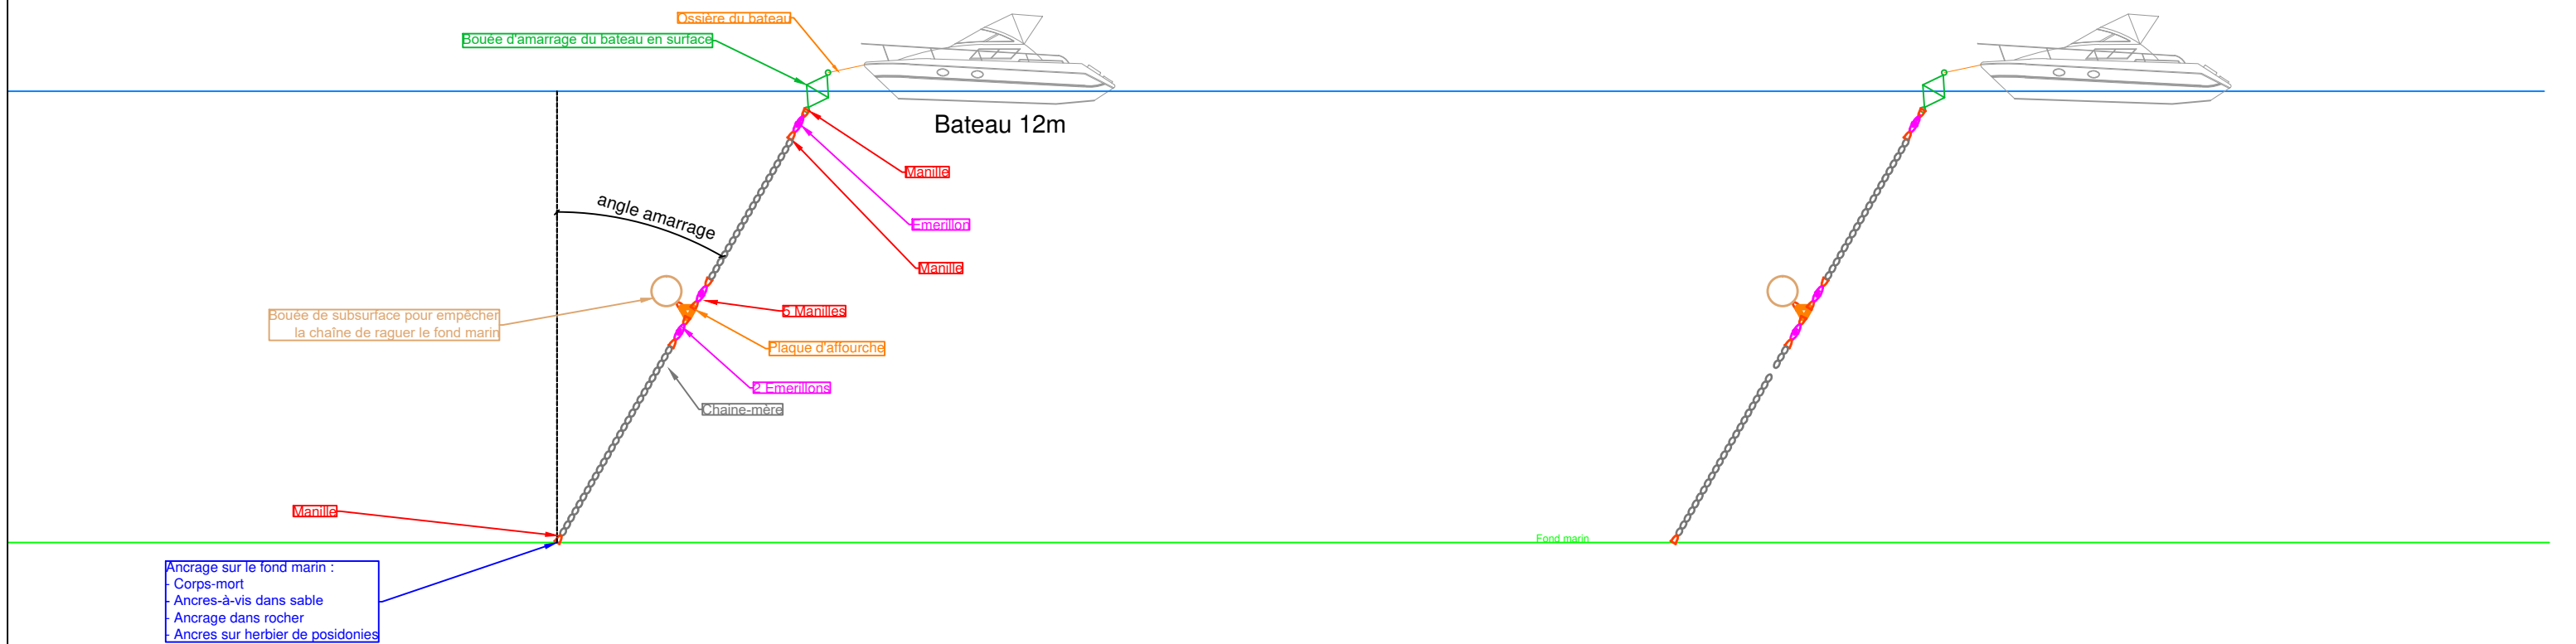 Ossière du bateau
Bouée d'amarrage du bateau en surface
Bateau 12m
Manille
angle amarrage
Emerillon
Manille
Bouée de subsurface pour empêcher
la chaîne de raguer le fond marin
5 Manilles
Plaque d'affourche
2 Emerillons
Chaine-mère
Manille
Fond marin
Ancrage sur le fond marin :
- Corps-mort
- Ancres-à-vis dans sable
- Ancrage dans rocher
- Ancres sur herbier de posidonies